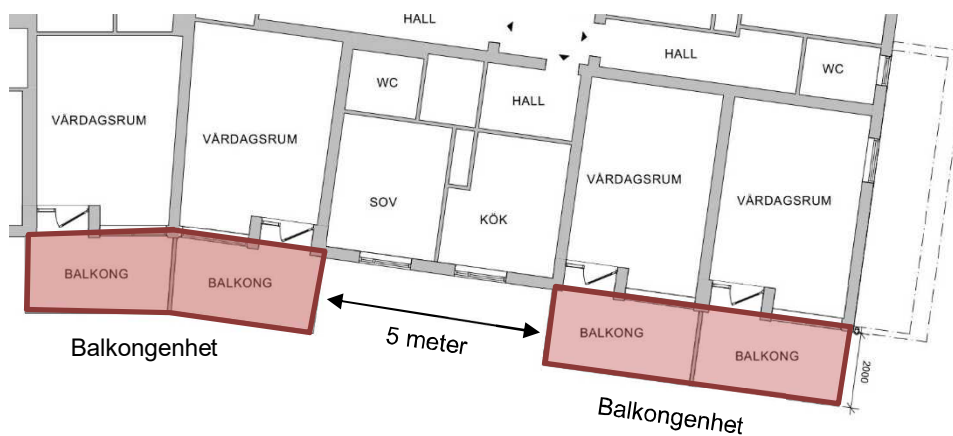 HALL
HALL
WC
WC
HALL
VÅRDAGSRUM
VÅRDAGSRUM
VÅRDAGSRUM
VÅRDAGSRUM
SOV
KÖK
BALKONG
BALKONG
5 meter
BALKONG
BALKONG
2000
Balkongenhet
Balkongenhet